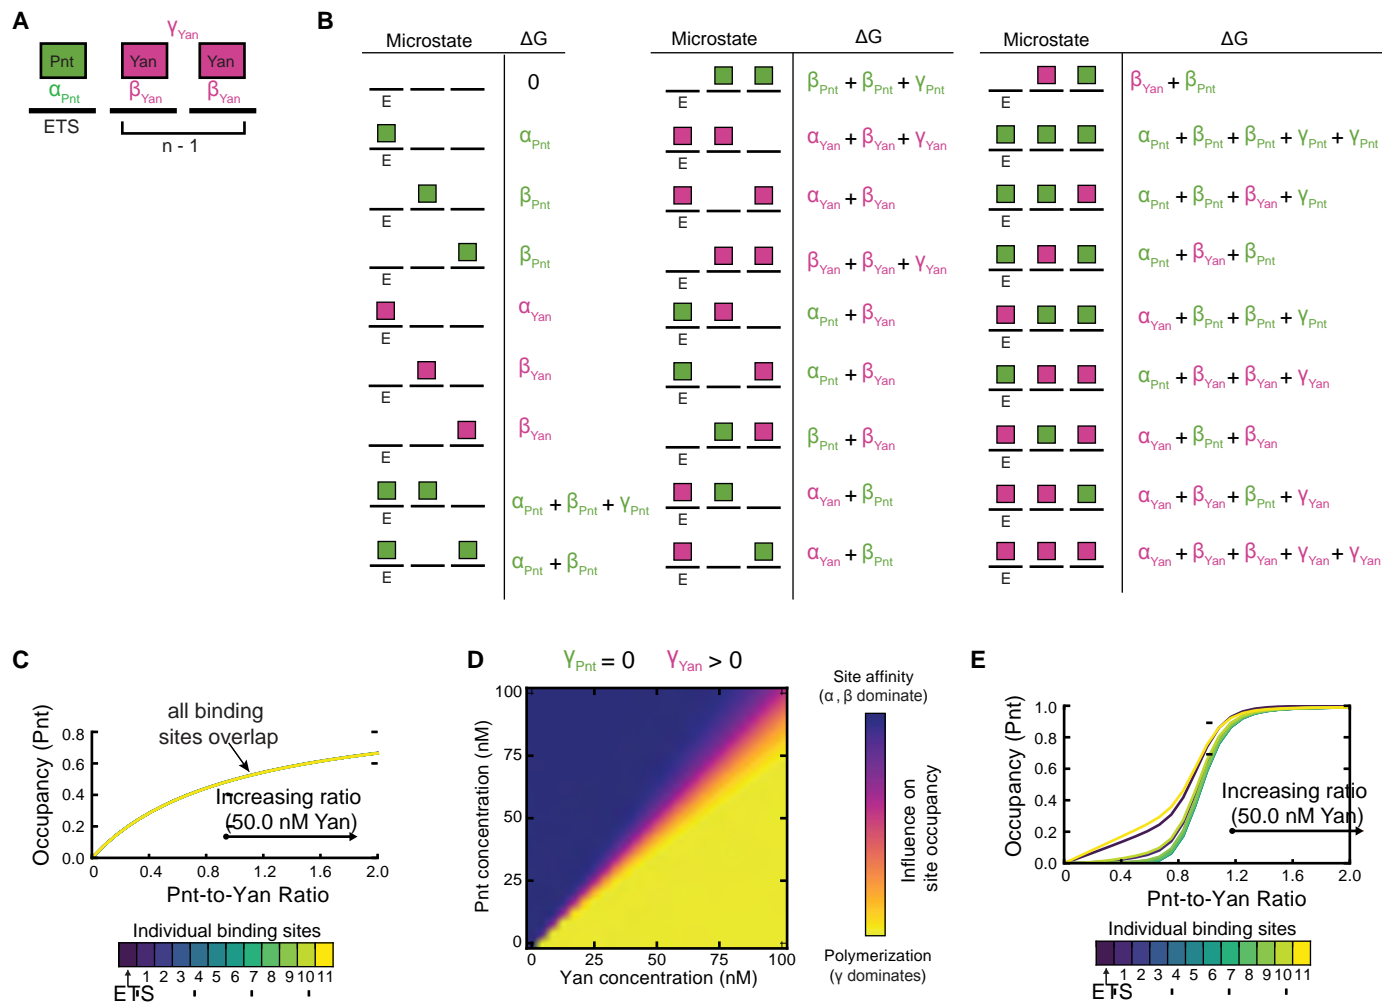 A
γYan
Pnt
Yan
Yan
αPnt
βYan
βYan
ETS
n - 1
B
Microstate
ΔG
E
0
E
αPnt
E
βPnt
E
βPnt
E
αYan
E
βYan
E
βYan
E
αPnt + βPnt + γPnt
E
αPnt + βPnt
Microstate
ΔG
E
βPnt + βPnt + γPnt
E
αYan + βYan + γYan
E
αYan + βYan
E
βYan + βYan + γYan
E
αPnt + βYan
E
αPnt + βYan
E
βPnt + βYan
E
αYan + βPnt
E
αYan + βPnt
Microstate
ΔG
E
βYan + βPnt
E
αPnt + βPnt + βPnt + γPnt + γPnt
E
αPnt + βPnt + βYan + γPnt
E
αPnt + βYan + βPnt
E
αYan + βPnt + βPnt + γPnt
E
αPnt + βYan + βYan + γYan
E
αYan + βPnt + βYan
E
αYan + βYan + βPnt + γYan
E
αYan + βYan + βYan + γYan + γYan
C
Occupancy (Pnt)
0.8
0.6
0.4
0.2
0.0
all binding
sites overlap
Increasing ratio
(50.0 nM Yan)
0 0.4 0.8 1.2 1.6 2.0
Pnt-to-Yan Ratio
Individual binding sites
1 2 3 4 5 6 7 8 9 10 11
ETS
D
γPnt = 0 γYan > 0
Pnt concentration (nM)
100
75
50
25
0
0 25 50 75 100
Yan concentration (nM)
Site affinity
(α, β dominate)
Influence on
site occupancy
Polymerization
(γ dominates)
E
Occupancy (Pnt)
1.0
0.8
0.6
0.4
0.2
0.0
Increasing ratio
(50.0 nM Yan)
0 0.4 0.8 1.2 1.6 2.0
Pnt-to-Yan Ratio
Individual binding sites
1 2 3 4 5 6 7 8 9 10 11
ETS